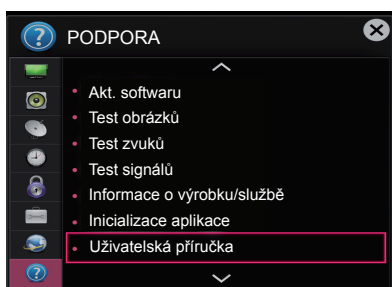 PODPORA
Akt. softwaru
Test obrázků
Test zvuků
Test signálů
Informace o výrobku/službě
Inicializace aplikace
Uživatelská příručka